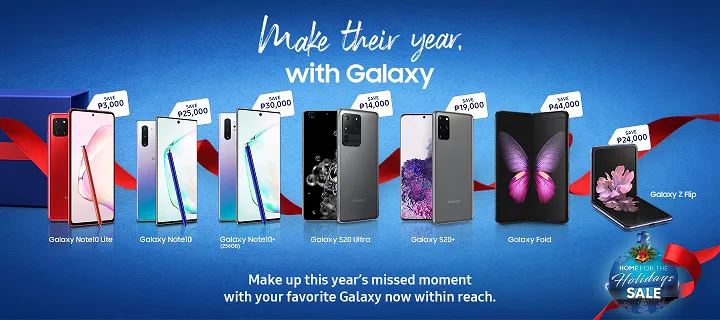 Make their year,
with Galaxy
SAVE
₱3,000
SAVE
₱25,000
SAVE
₱30,000
SAVE
₱14,000
SAVE
₱19,000
SAVE
₱44,000
SAVE
₱24,000
Galaxy Note10 Lite
Galaxy Note10
Galaxy Note10+
(256GB)
Galaxy S20 Ultra
Galaxy S20+
Galaxy Fold
Galaxy Z Flip
Make up this year's missed moment
with your favorite Galaxy now within reach.
HOME FOR THE
Holidays
SALE